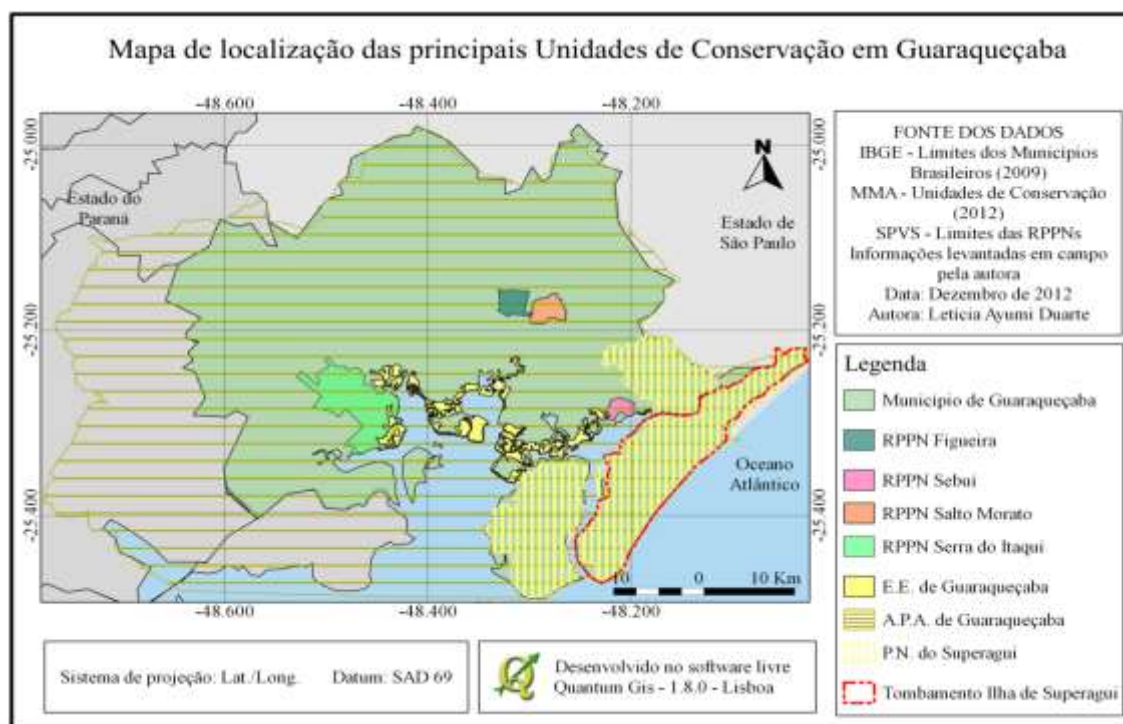 Mapa de localização das principais Unidades de Conservação em Guaraqueçaba
-48.600
-48.400
-48.200
-25.000
-25.000
N
Estado do
Paraná
Estado de
São Paulo
-25.200
-25.200
Oceano
Atlântico
-25.400
-25.400
10 0 10 Km
-48.600
-48.400
-48.200
FONTE DOS DADOS
IBGE - Limites dos Municípios
Brasileiros (2009)
MMA - Unidades de Conservação
(2012)
SPVS - Limites das RPPNs
Informações levantadas em campo
pela autora
Data: Dezembro de 2012
Autora: Letícia Ayumi Duarte
Legenda
Município de Guaraqueçaba
RPPN Figueira
RPPN Sebui
RPPN Salto Morato
RPPN Serra do Itaqui
E.E. de Guaraqueçaba
A.P.A. de Guaraqueçaba
P.N. do Superagui
Tombamento Ilha de Superagui
Sistema de projeção: Lat./Long. Datum: SAD 69
Desenvolvido no software livre
Quantum Gis - 1.8.0 - Lisboa